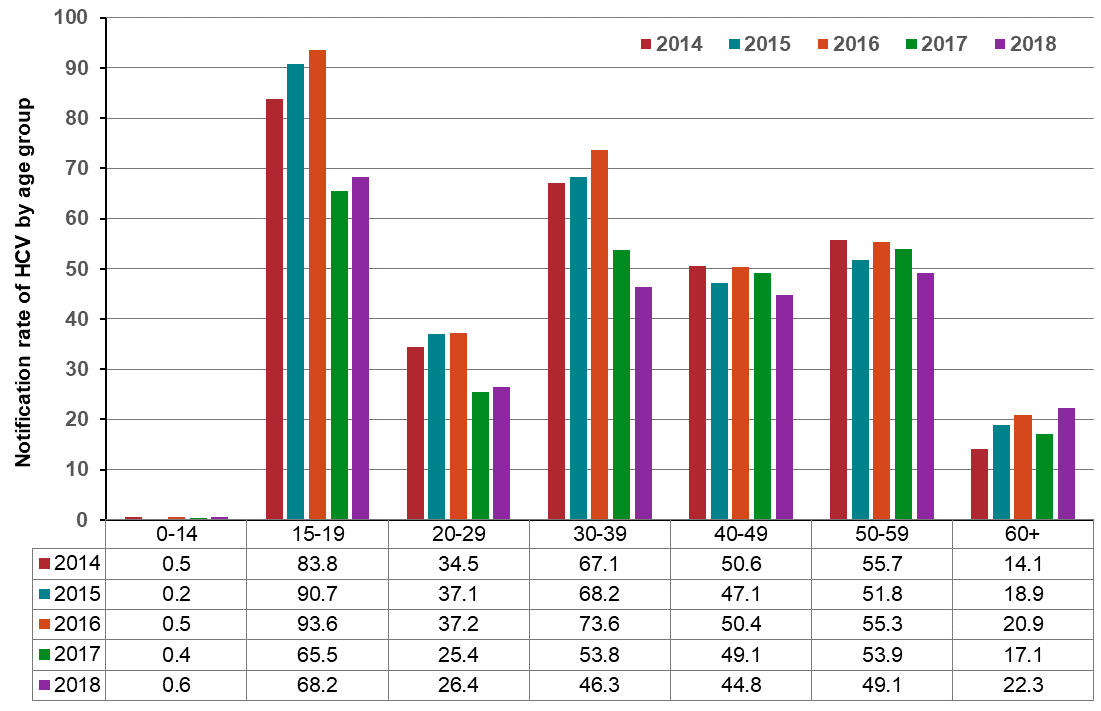 Notification rate of HCV by age group
100
90
80
70
60
50
40
30
20
10
0
2014 2015 2016 2017 2018
0-14 15-19 20-29 30-39 40-49 50-59 60+
2014 0.5 83.8 34.5 67.1 50.6 55.7 14.1
2015 0.2 90.7 37.1 68.2 47.1 51.8 18.9
2016 0.5 93.6 37.2 73.6 50.4 55.3 20.9
2017 0.4 65.5 25.4 53.8 49.1 53.9 17.1
2018 0.6 68.2 26.4 46.3 44.8 49.1 22.3